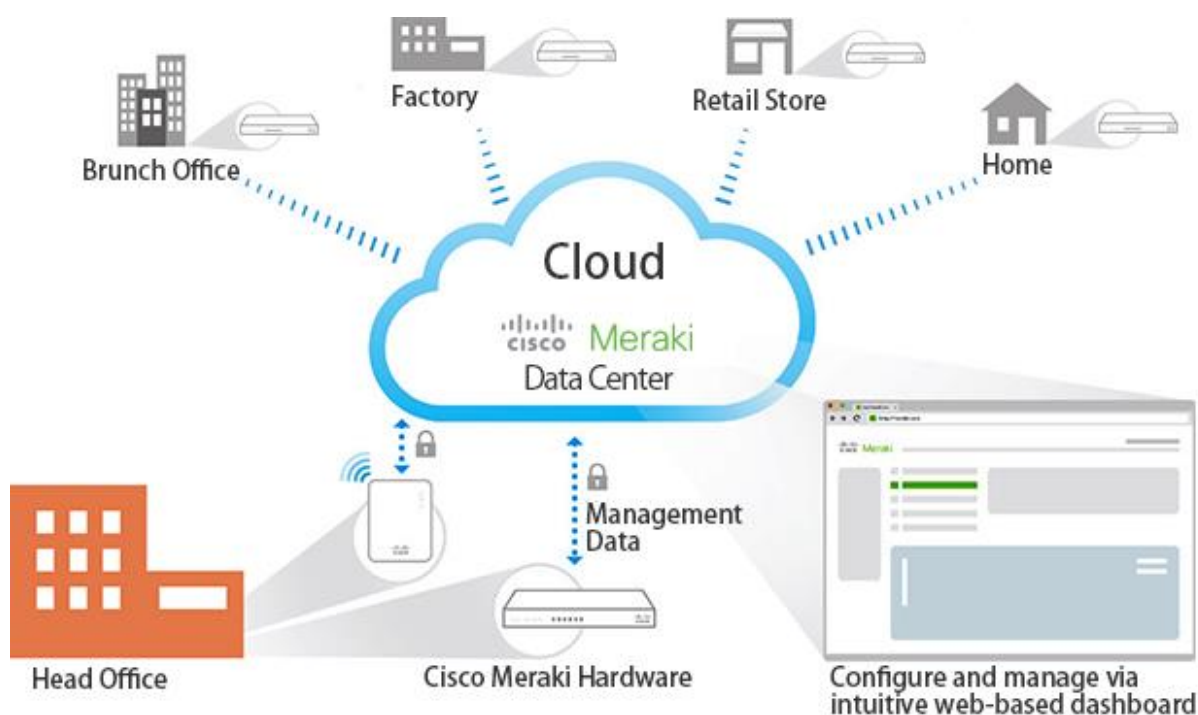 Factory
Retail Store
Brunch Office
Home
Cloud
CISCO Meraki
Data Center
CISCO Meraki
Management
Data
Head Office
Cisco Meraki Hardware
Configure and manage via
intuitive web-based dashboard